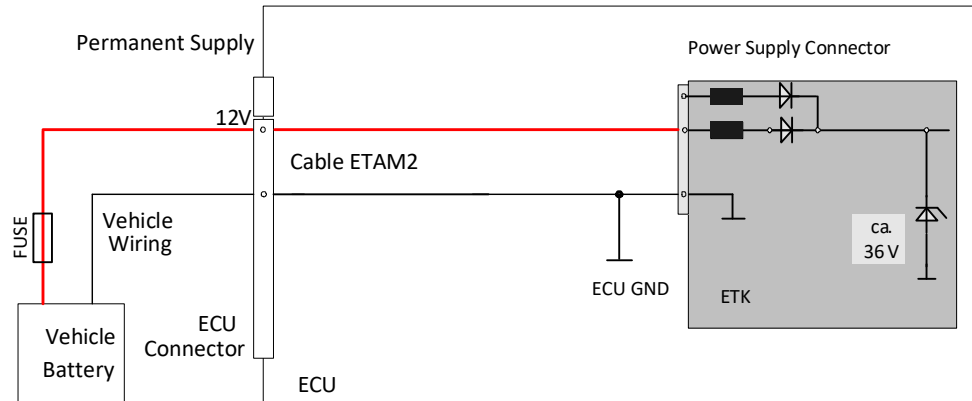 Permanent Supply
Power Supply Connector
12V
Cable ETAM2
FUSE
Vehicle
Wiring
ca.
36 V
ECU GND
ETK
Vehicle
Battery
ECU
Connector
ECU